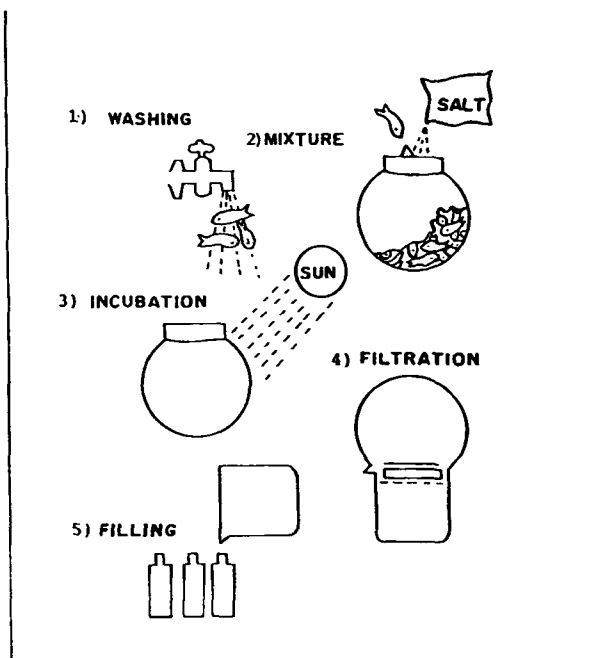 1) WASHING
2) MIXTURE
SALT
SUN
3) INCUBATION
4) FILTRATION
5) FILLING